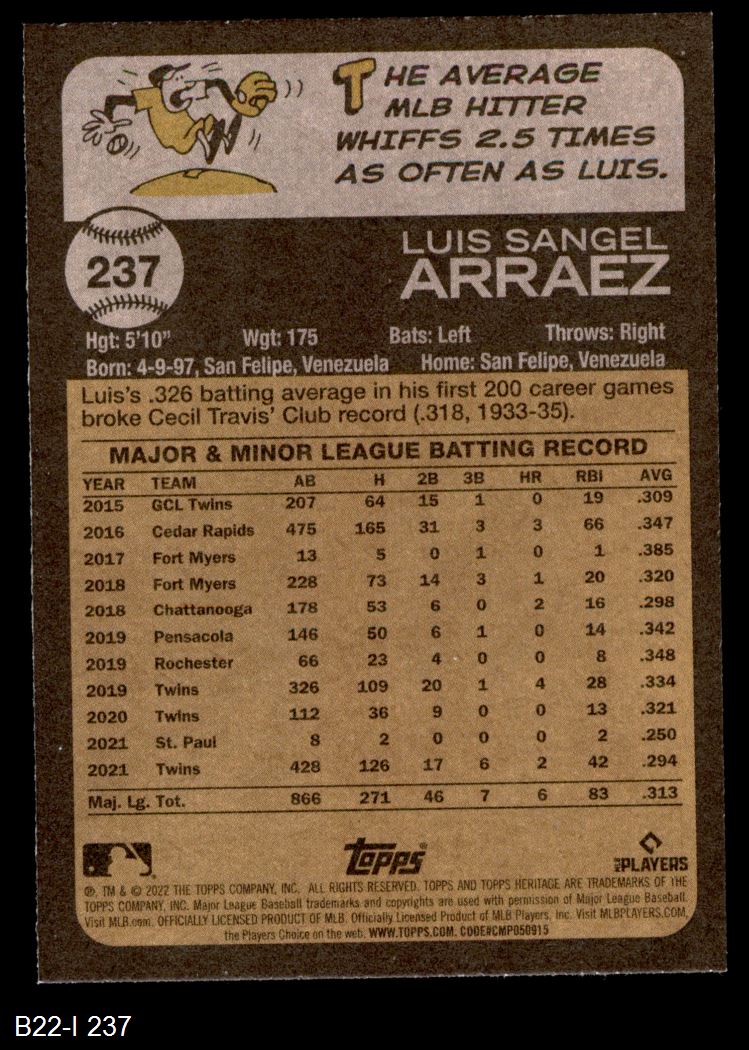 THE AVERAGE
MLB HITTER
WHIFFS 2.5 TIMES
AS OFTEN AS LUIS.
237
LUIS SANGEL
ARRAEZ
Hgt: 5'10" Wgt: 175 Bats: Left Throws: Right
Born: 4-9-97, San Felipe, Venezuela Home: San Felipe, Venezuela
Luis's .326 batting average in his first 200 career games
broke Cecil Travis' Club record (.318, 1933-35).
MAJOR & MINOR LEAGUE BATTING RECORD
YEAR TEAM AB H 2B 3B HR RBI AVG
2015 GCL Twins 207 64 15 1 0 19 .309
2016 Cedar Rapids 475 165 31 3 3 66 .347
2017 Fort Myers 13 5 0 1 0 1 .385
2018 Fort Myers 228 73 14 3 1 20 .320
2018 Chattanooga 178 53 6 0 2 16 .298
2019 Pensacola 146 50 6 1 0 14 .342
2019 Rochester 66 23 4 0 0 8 .348
2019 Twins 326 109 20 1 4 28 .334
2020 Twins 112 36 9 0 0 13 .321
2021 St. Paul 8 2 0 0 0 2 .250
2021 Twins 428 126 17 6 2 42 .294
Maj. Lg. Tot. 866 271 46 7 6 83 .313
Topps
MLB PLAYERS
®, TM & © 2022 THE TOPPS COMPANY, INC. ALL RIGHTS RESERVED. TOPPS AND TOPPS HERITAGE ARE TRADEMARKS OF THE
TOPPS COMPANY, INC. Major League Baseball trademarks and copyrights are used with permission of Major League Baseball.
Visit MLB.com. OFFICIALLY LICENSED PRODUCT OF MLB. Officially Licensed Product of MLB Players, Inc. Visit MLBPLAYERS.COM,
the Players Choice on the web. WWW.TOPPS.COM. CODE#CMP050915
B22-I 237